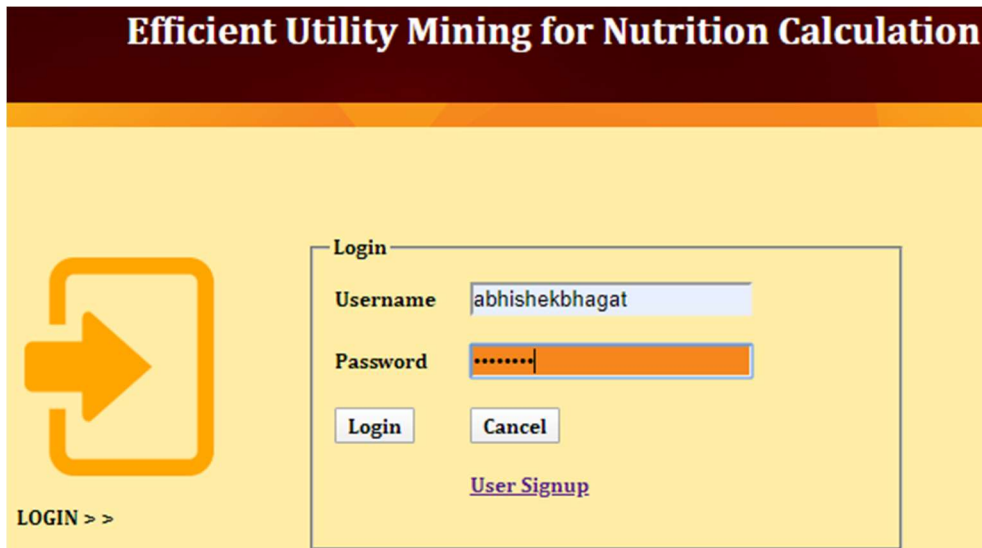 Efficient Utility Mining for Nutrition Calculation
Login
Username abhishekbhagat
Password ••••••••
Login Cancel
User Signup
LOGIN > >